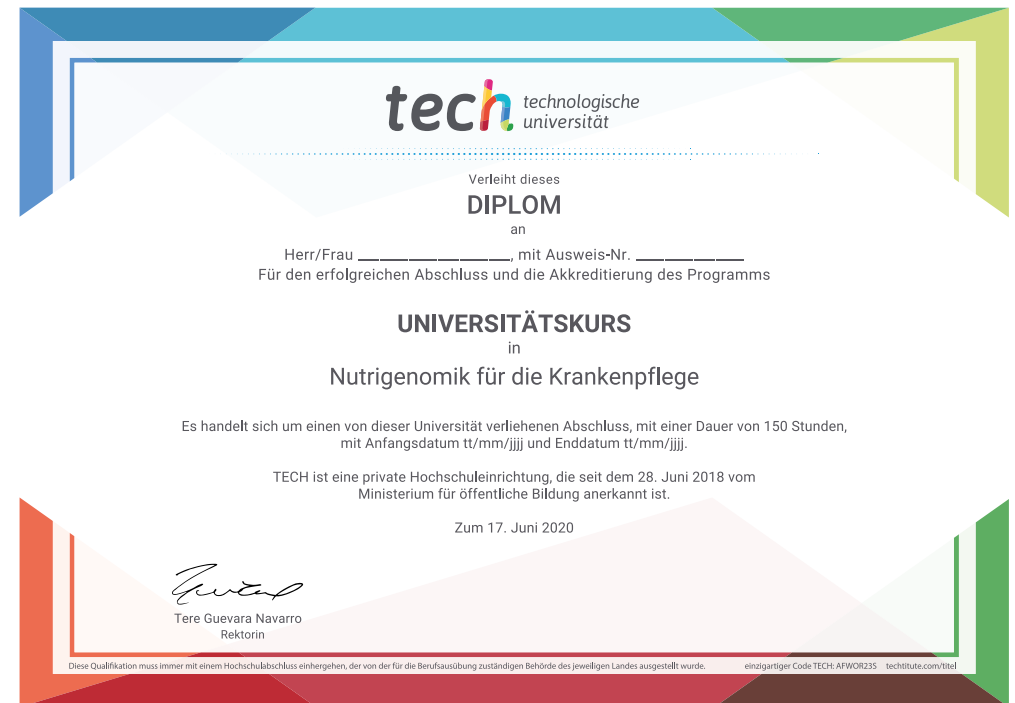 tech technologische
universität
Verleiht dieses
DIPLOM
an
Herr/Frau ____________________, mit Ausweis-Nr. ______________
Für den erfolgreichen Abschluss und die Akkreditierung des Programms
UNIVERSITÄTSKURS
in
Nutrigenomik für die Krankenpflege
Es handelt sich um einen von dieser Universität verliehenen Abschluss, mit einer Dauer von 150 Stunden,
mit Anfangsdatum tt/mm/jjjj und Enddatum tt/mm/jjjj.
TECH ist eine private Hochschuleinrichtung, die seit dem 28. Juni 2018 vom
Ministerium für öffentliche Bildung anerkannt ist.
Zum 17. Juni 2020
Tere Guevara Navarro
Rektorin
Diese Qualifikation muss immer mit einem Hochschulabschluss einhergehen, der von der für die Berufsausübung zuständigen Behörde des jeweiligen Landes ausgestellt wurde. einzigartiger Code TECH: AFWOR23S techtitute.com/titel